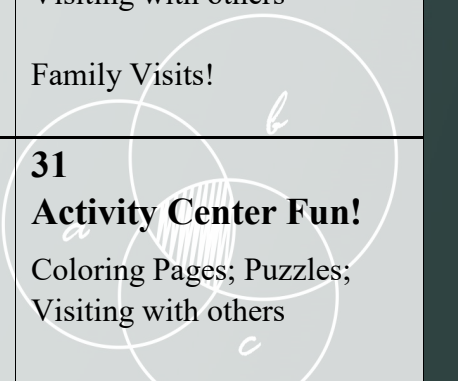 Visiting with others
Family Visits!
b
31
Activity Center Fun!
a
Coloring Pages; Puzzles;
Visiting with others
c